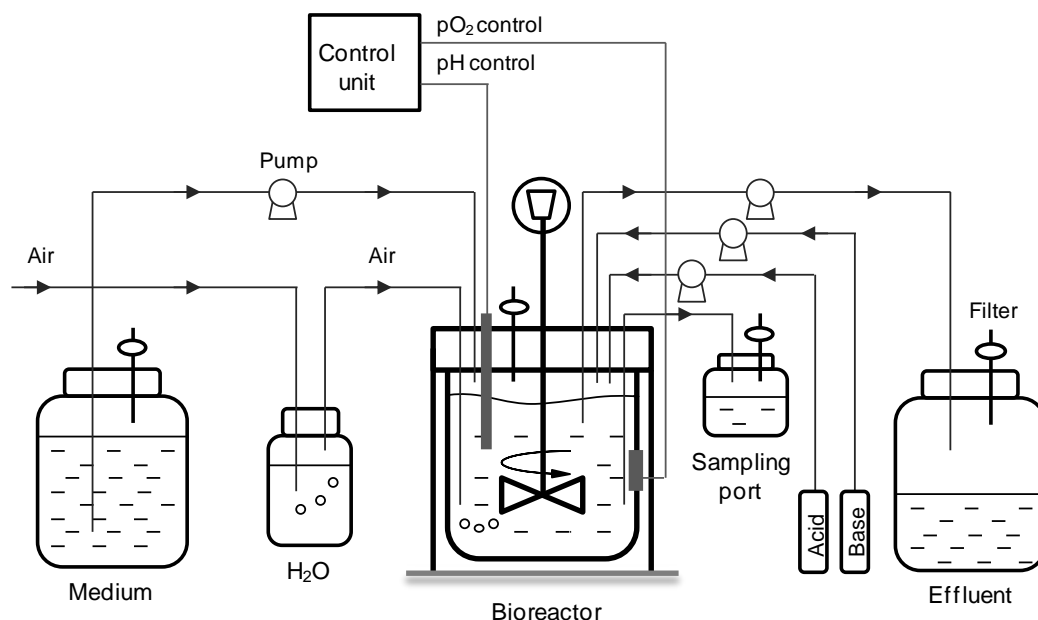 pO₂ control
Control
unit
pH control
Pump
Air
Air
Filter
Sampling
port
Acid
Base
H₂O
Medium
Bioreactor
Effluent